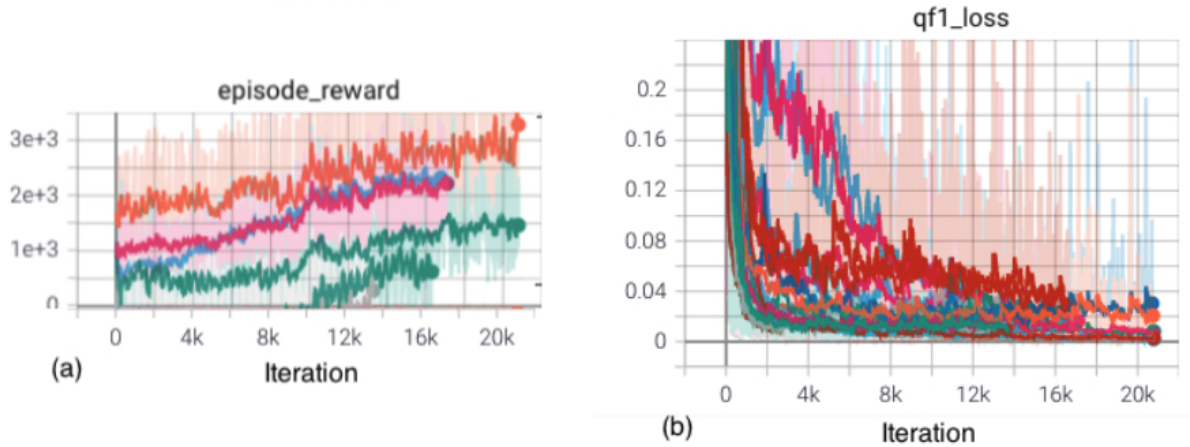 episode_reward
3e+3
2e+3
1e+3
0
0 4k 8k 12k 16k 20k
(a) Iteration
qf1_loss
0.2
0.16
0.12
0.08
0.04
0
0 4k 8k 12k 16k 20k
(b) Iteration